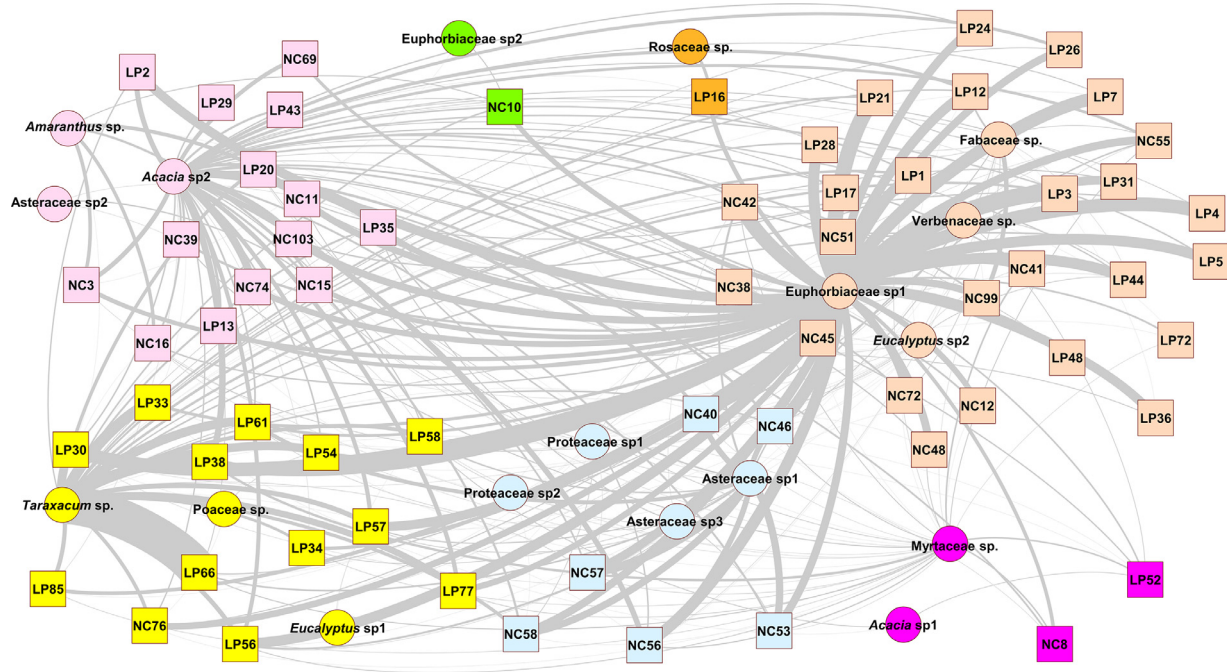 LP24
Euphorbiaceae sp2
Rosaceae sp.
LP26
NC69
LP2
LP12
LP21
LP7
LP16
LP29
LP43
NC10
Amaranthus sp.
Fabaceae sp.
NC55
LP28
LP20
Acacia sp2
LP1
LP3
LP31
LP17
NC11
NC42
Asteraceae sp2
LP4
Verbenaceae sp.
LP35
NC51
NC39
NC103
LP5
NC41
LP44
NC3
NC74
NC15
NC38
Euphorbiaceae sp1
NC99
LP13
NC16
NC45
Eucalyptus sp2
LP72
LP48
LP33
NC72
NC12
LP36
NC40
LP61
NC46
LP58
Proteaceae sp1
LP30
LP54
NC48
LP38
Asteraceae sp1
Proteaceae sp2
Taraxacum sp.
Poaceae sp.
Asteraceae sp3
LP57
LP34
Myrtaceae sp.
LP66
NC57
LP52
LP85
LP77
NC76
Eucalyptus sp1
Acacia sp1
NC58
NC53
LP56
NC56
NC8